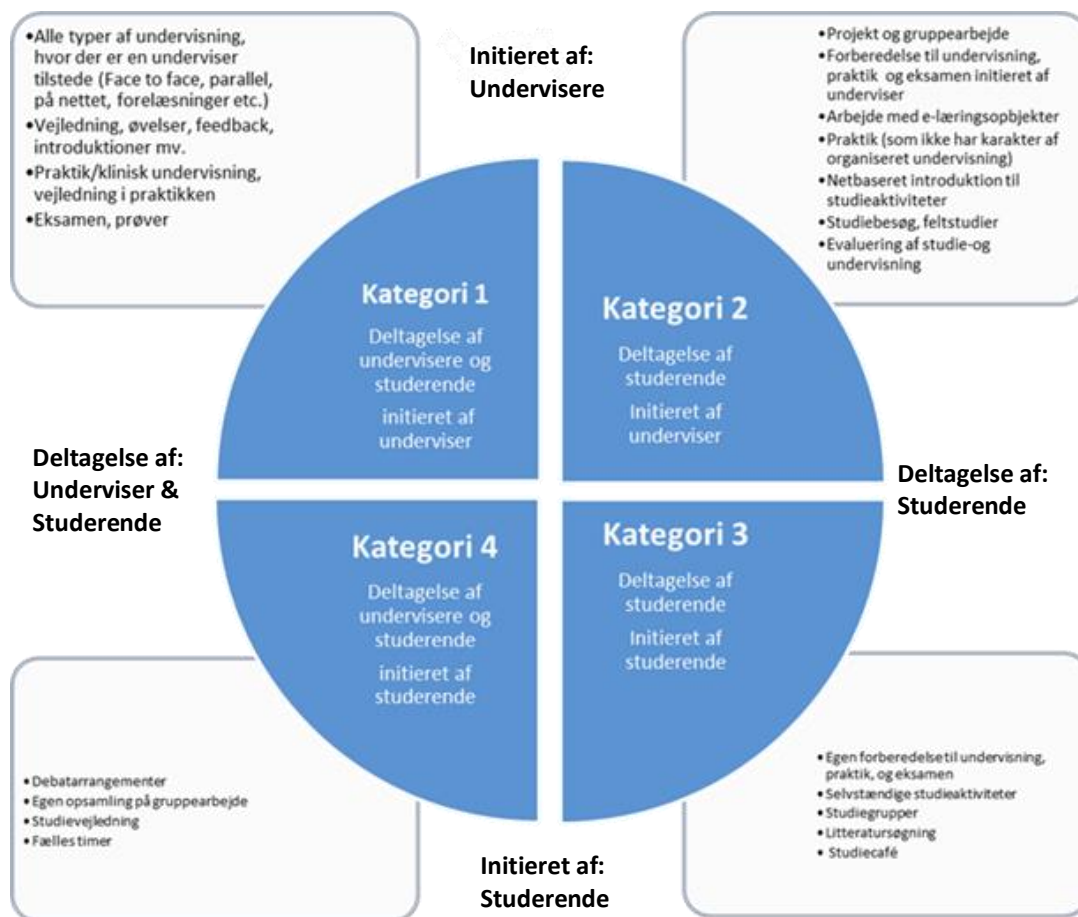 •Alle typer af undervisning,
hvor der er en underviser
tilstede (Face to face, parallel,
på nettet, forelæsninger etc.)
•Vejledning, øvelser, feedback,
introduktioner mv.
•Praktik/klinisk undervisning,
vejledning i praktikken
•Eksamen, prøver
Initieret af:
Undervisere
•Projekt og gruppearbejde
•Forberedelse til undervisning,
praktik og eksamen initieret af
underviser
•Arbejde med e-læringsopbjekter
•Praktik (som ikke har karakter af
organiseret undervisning)
•Netbaseret introduktion til
studieaktiviteter
•Studiebesøg, feltstudier
•Evaluering af studie-og
undervisning
Kategori 1
Deltagelse af
undervisere og
studerende
initieret af
underviser
Kategori 2
Deltagelse af
studerende
Initieret af
underviser
Deltagelse af:
Underviser &
Studerende
Deltagelse af:
Studerende
Kategori 4
Deltagelse af
undervisere og
studerende
initieret af
studerende
Kategori 3
Deltagelse af
studerende
Initieret af
studerende
• Debatarrangementer
• Egen opsamling på gruppearbejde
• Studievejledning
• Fælles timer
Initieret af:
Studerende
• Egen forberedelse til undervisning,
praktik, og eksamen
• Selvstændige studieaktiviteter
• Studiegrupper
• Litteratursøgning
• Studiecafé